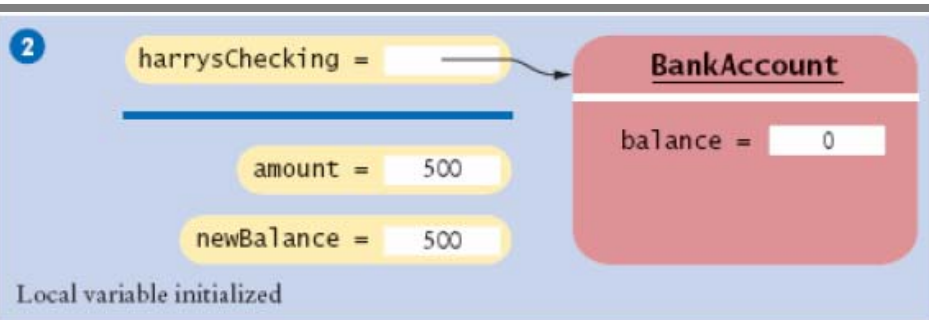 2
harrysChecking =
BankAccount
balance = 0
amount = 500
newBalance = 500
Local variable initialized